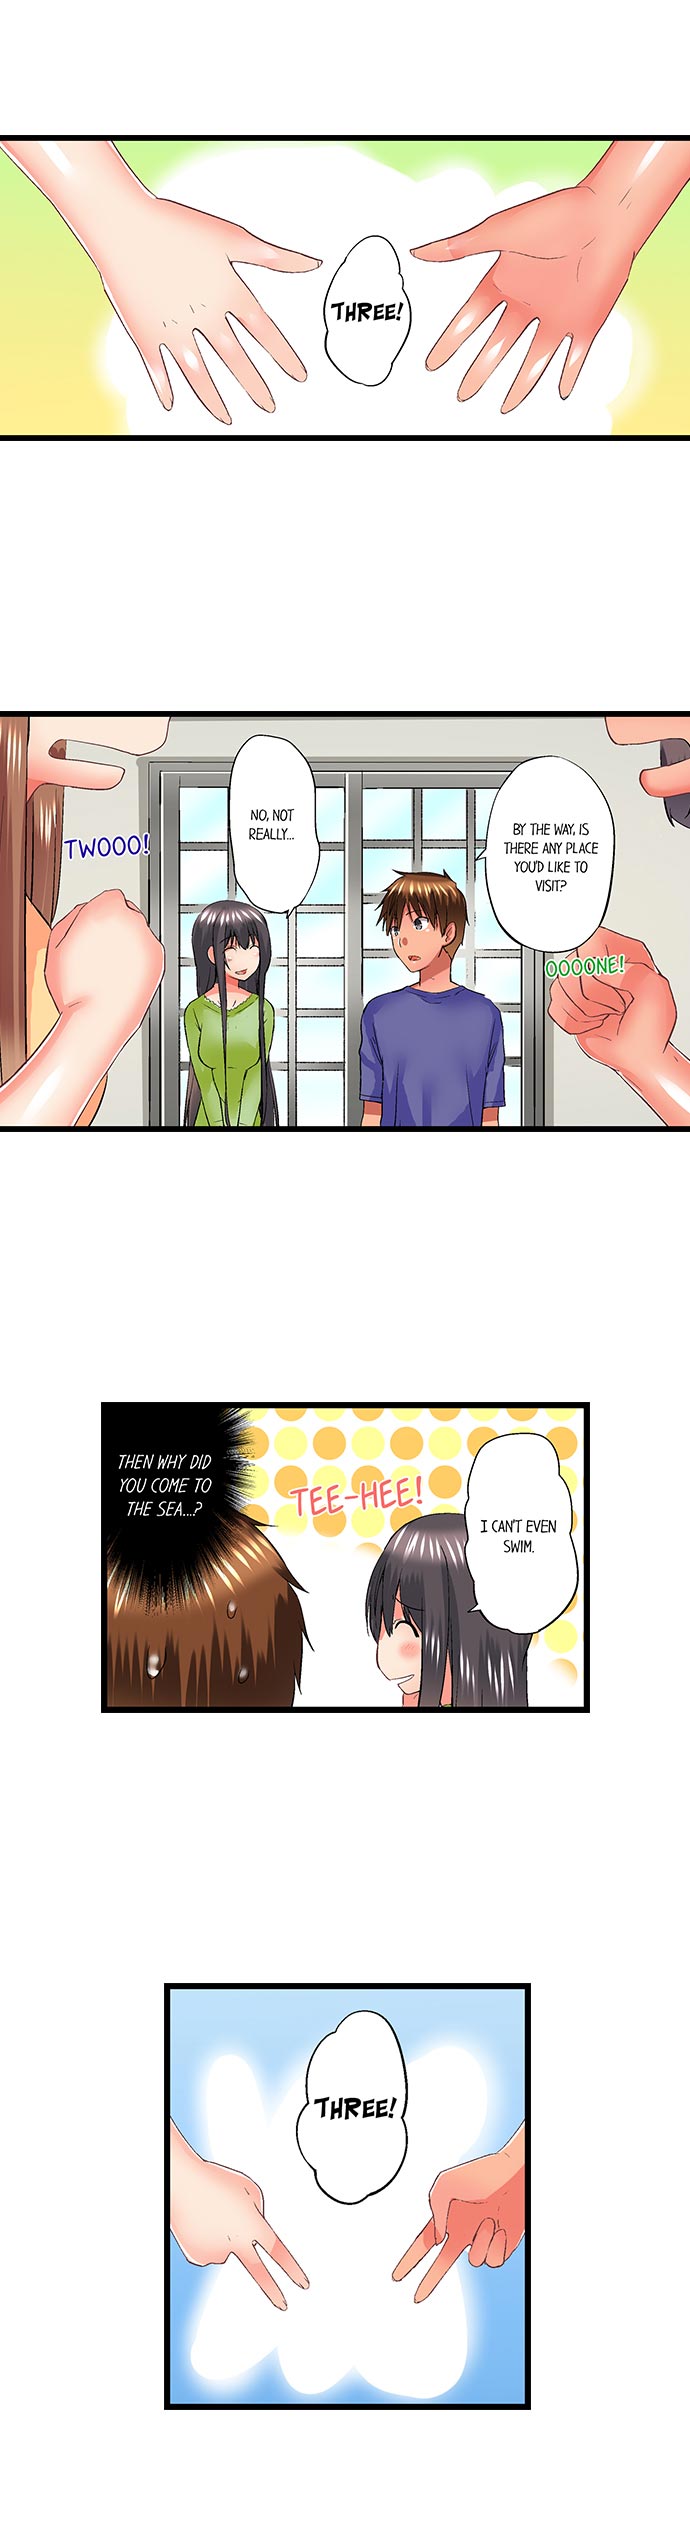 THREE!
BY THE WAY, IS
THERE ANY PLACE
YOU'D LIKE TO
VISIT?
OOOONE!
NO, NOT
REALLY...
TWOOO!
I CAN'T EVEN
SWIM.
TEE-HEE!
THEN WHY DID
YOU COME TO
THE SEA...?
THREE!